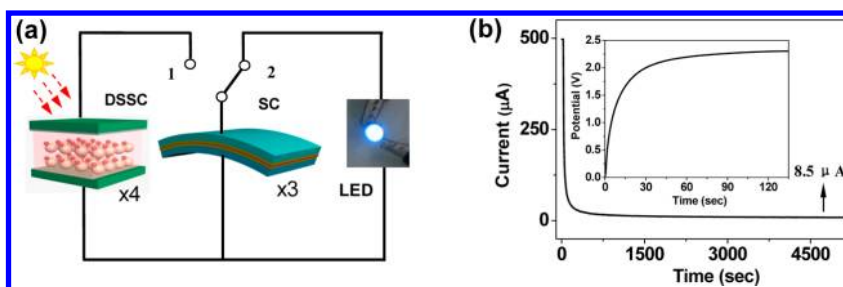 (a)
1
2
DSSC
SC
x4
x3
LED
(b)
Current (μA)
500
250
0
0
1500
3000
4500
Time (sec)
Potential (V)
2.5
2.0
1.5
1.0
0.5
0.0
0
30
60
90
120
Time (sec)
8.5 μ A